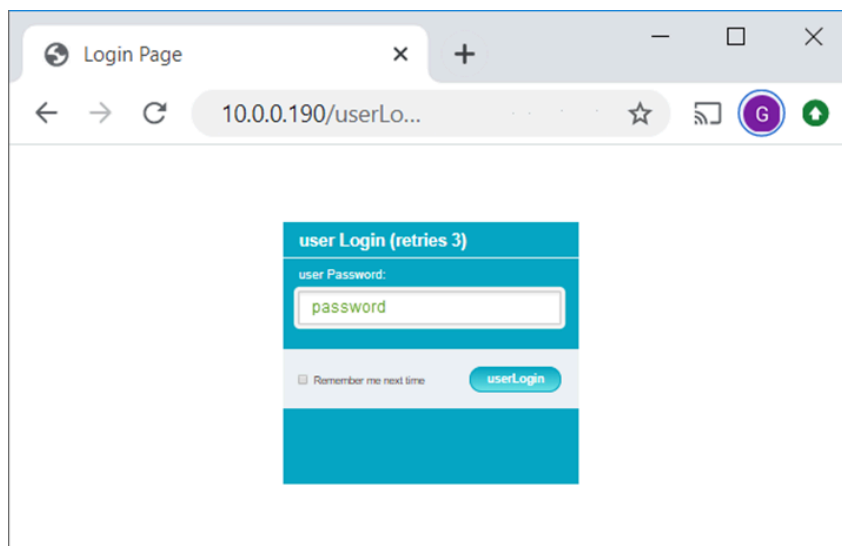 Login Page
10.0.0.190/userLo...
G
user Login (retries 3)
user Password:
password
Remember me next time
userLogin